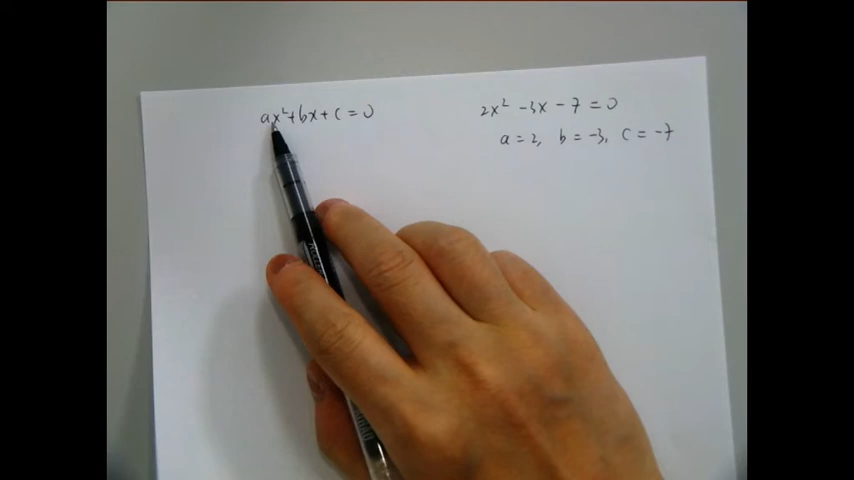 ax²+bx+c=0
2x²-3x-7=0
a=2, b=-3, c=-7